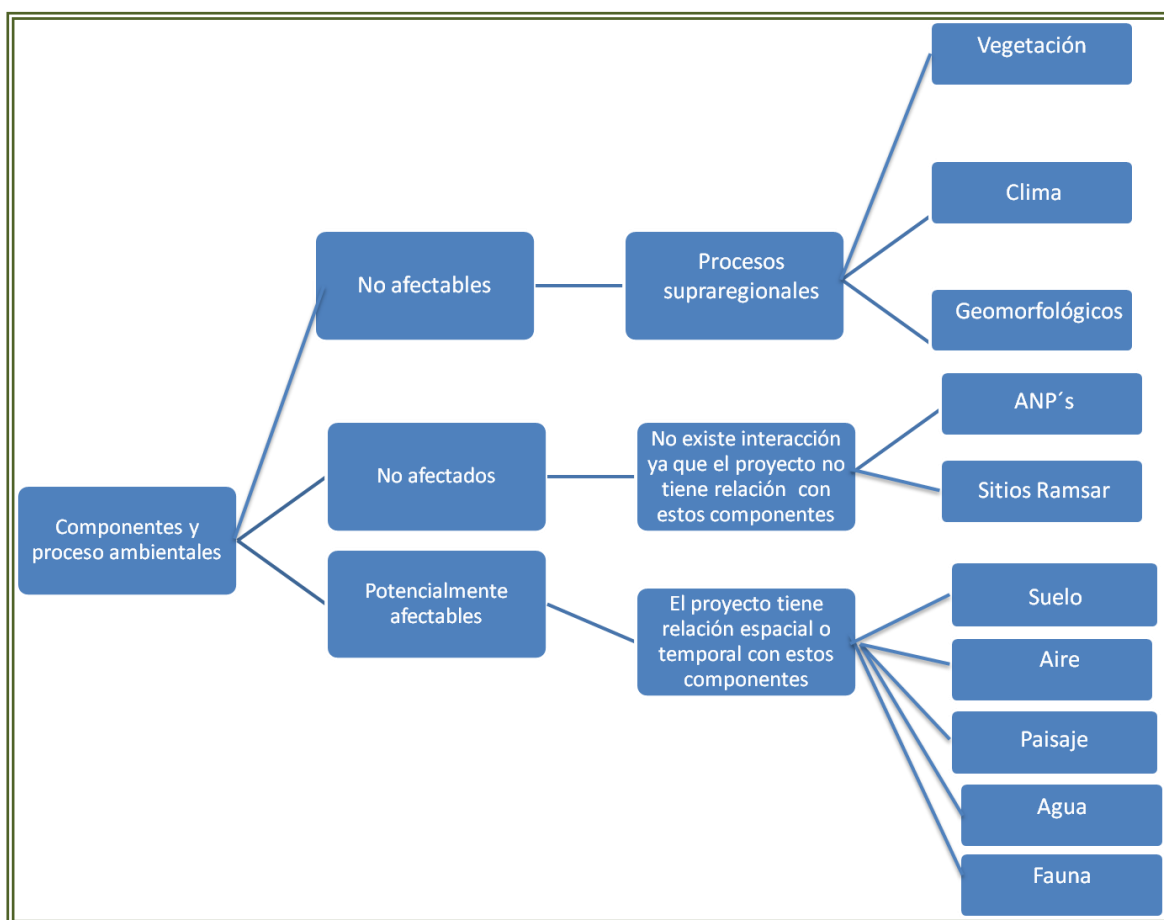 Componentes y
proceso ambientales
No afectables
Procesos
supraregionales
Vegetación
Clima
Geomorfológicos
No afectados
No existe interacción
ya que el proyecto no
tiene relación con
estos componentes
ANP´s
Sitios Ramsar
Potencialmente
afectables
El proyecto tiene
relación espacial o
temporal con estos
componentes
Suelo
Aire
Paisaje
Agua
Fauna